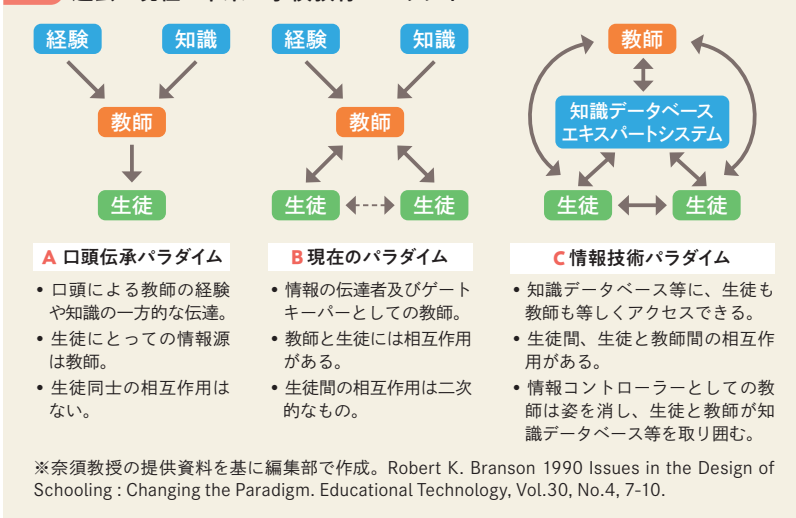 経験 知識
教師
生徒
A 口頭伝承パラダイム
• 口頭による教師の経験
や知識の一方的な伝達。
• 生徒にとっての情報源
は教師。
• 生徒同士の相互作用は
ない。
経験 知識
教師
生徒 生徒
B 現在のパラダイム
• 情報の伝達者及びゲート
キーパーとしての教師。
• 教師と生徒には相互作用
がある。
• 生徒間の相互作用は二次
的なもの。
教師
知識データベース
エキスパートシステム
生徒 生徒
C 情報技術パラダイム
• 知識データベース等に、生徒も
教師も等しくアクセスできる。
• 生徒間、生徒と教師間の相互作
用がある。
• 情報コントローラーとしての教
師は姿を消し、生徒と教師が知
識データベース等を取り囲む。
※奈須教授の提供資料を基に編集部で作成。Robert K. Branson 1990 Issues in the Design of
Schooling : Changing the Paradigm. Educational Technology, Vol.30, No.4, 7-10.